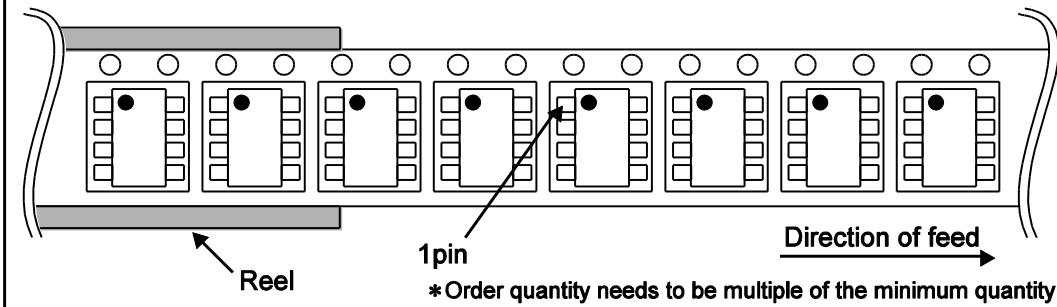 Direction of feed
1pin
Reel
*Order quantity needs to be multiple of the minimum quantity